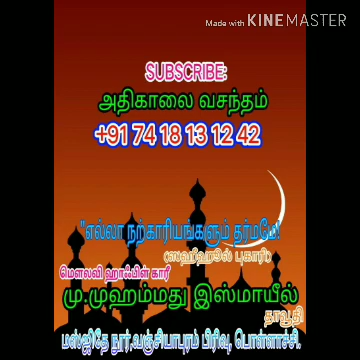 Made with KINEMASTER
SUBSCRIBE:
அதிகாலை வசந்தம்
+91 74 18 13 12 42
"எல்லா நற்காரியங்களும் தர்மமே!
(ஸஹீஹுல் புகாரி)
மௌலவி ஹாஃபிள் காரீ
மு.முஹம்மது இஸ்மாயீல்
தாவூதி
மஸ்ஜிதே நூர்,வஞ்சியாபுரம் பிரிவு, பொள்ளாச்சி.